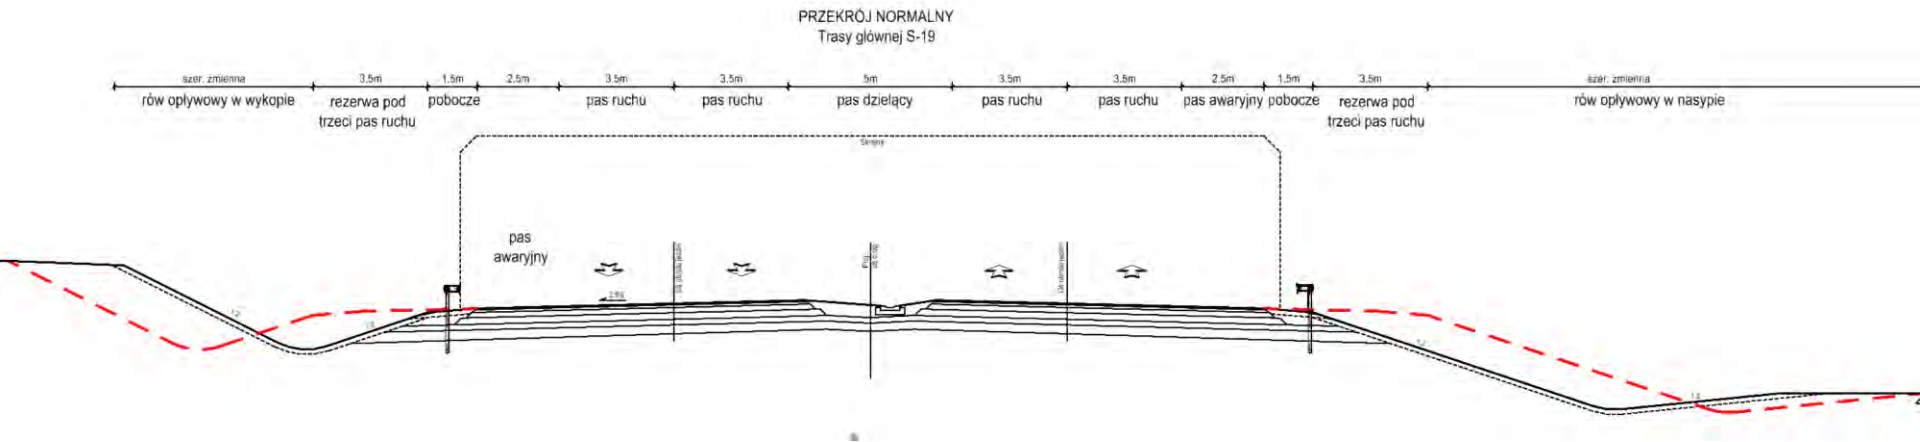 PRZEKRÓJ NORMALNY
Trasy głównej S-19
szer. zmienna 3.5m 1.5m 2.5m 3.5m 3.5m 5m 3.5m 3.5m 2.5m 1.5m 3.5m szer. zmienna
rów opływowy w wykopie rezerwa pod pobocze pas ruchu pas ruchu pas dzielący pas ruchu pas ruchu pas awaryjny pobocze rezerwa pod rów opływowy w nasypie
trzeci pas ruchu trzeci pas ruchu
pas
awaryjny